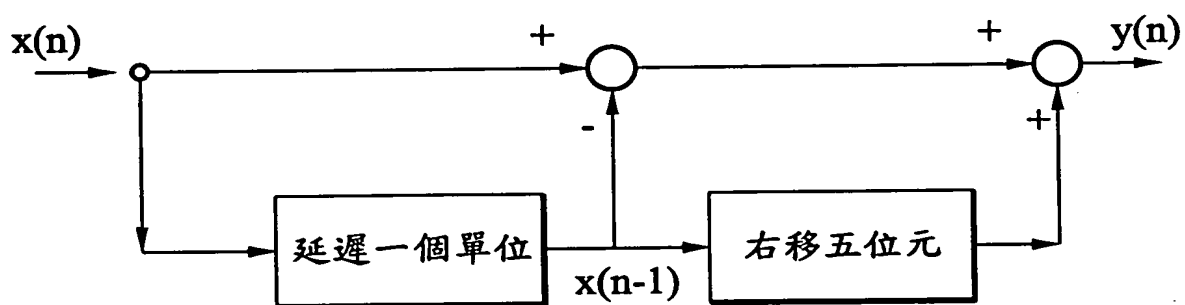 x(n)
+
+
y(n)
-
+
延遲一個單位
x(n-1)
右移五位元